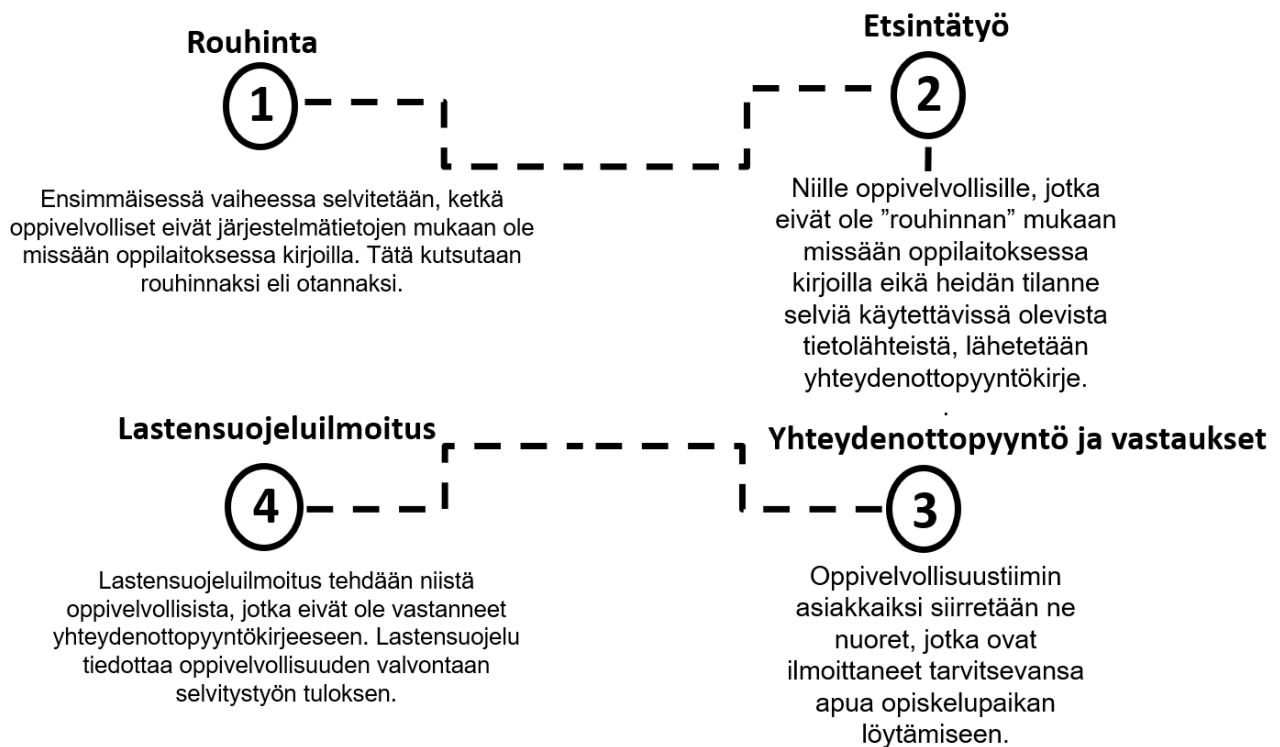 Rouhinta
1
Ensimmäisessä vaiheessa selvitetään, ketkä
oppivelvolliset eivät järjestelmätietojen mukaan ole
missään oppilaitoksessa kirjoilla. Tätä kutsutaan
rouhinnaksi eli otannaksi.
Etsintätyö
2
Niille oppivelvollisille, jotka
eivät ole ”rouhinnan” mukaan
missään oppilaitoksessa
kirjoilla eikä heidän tilanne
selviä käytettävissä olevista
tietolähteistä, lähetetään
yhteydenottopyyntökirje.
.
Yhteydenottopyyntö ja vastaukset
3
Oppivelvollisuustiimin
asiakkaiksi siirretään ne
nuoret, jotka ovat
ilmoittaneet tarvitsevansa
apua opiskelupaikan
löytämiseen.
Lastensuojeluilmoitus
4
Lastensuojeluilmoitus tehdään niistä
oppivelvollisista, jotka eivät ole vastanneet
yhteydenottopyyntökirjeeseen. Lastensuojelu
tiedottaa oppivelvollisuuden valvontaan
selvitystyön tuloksen.